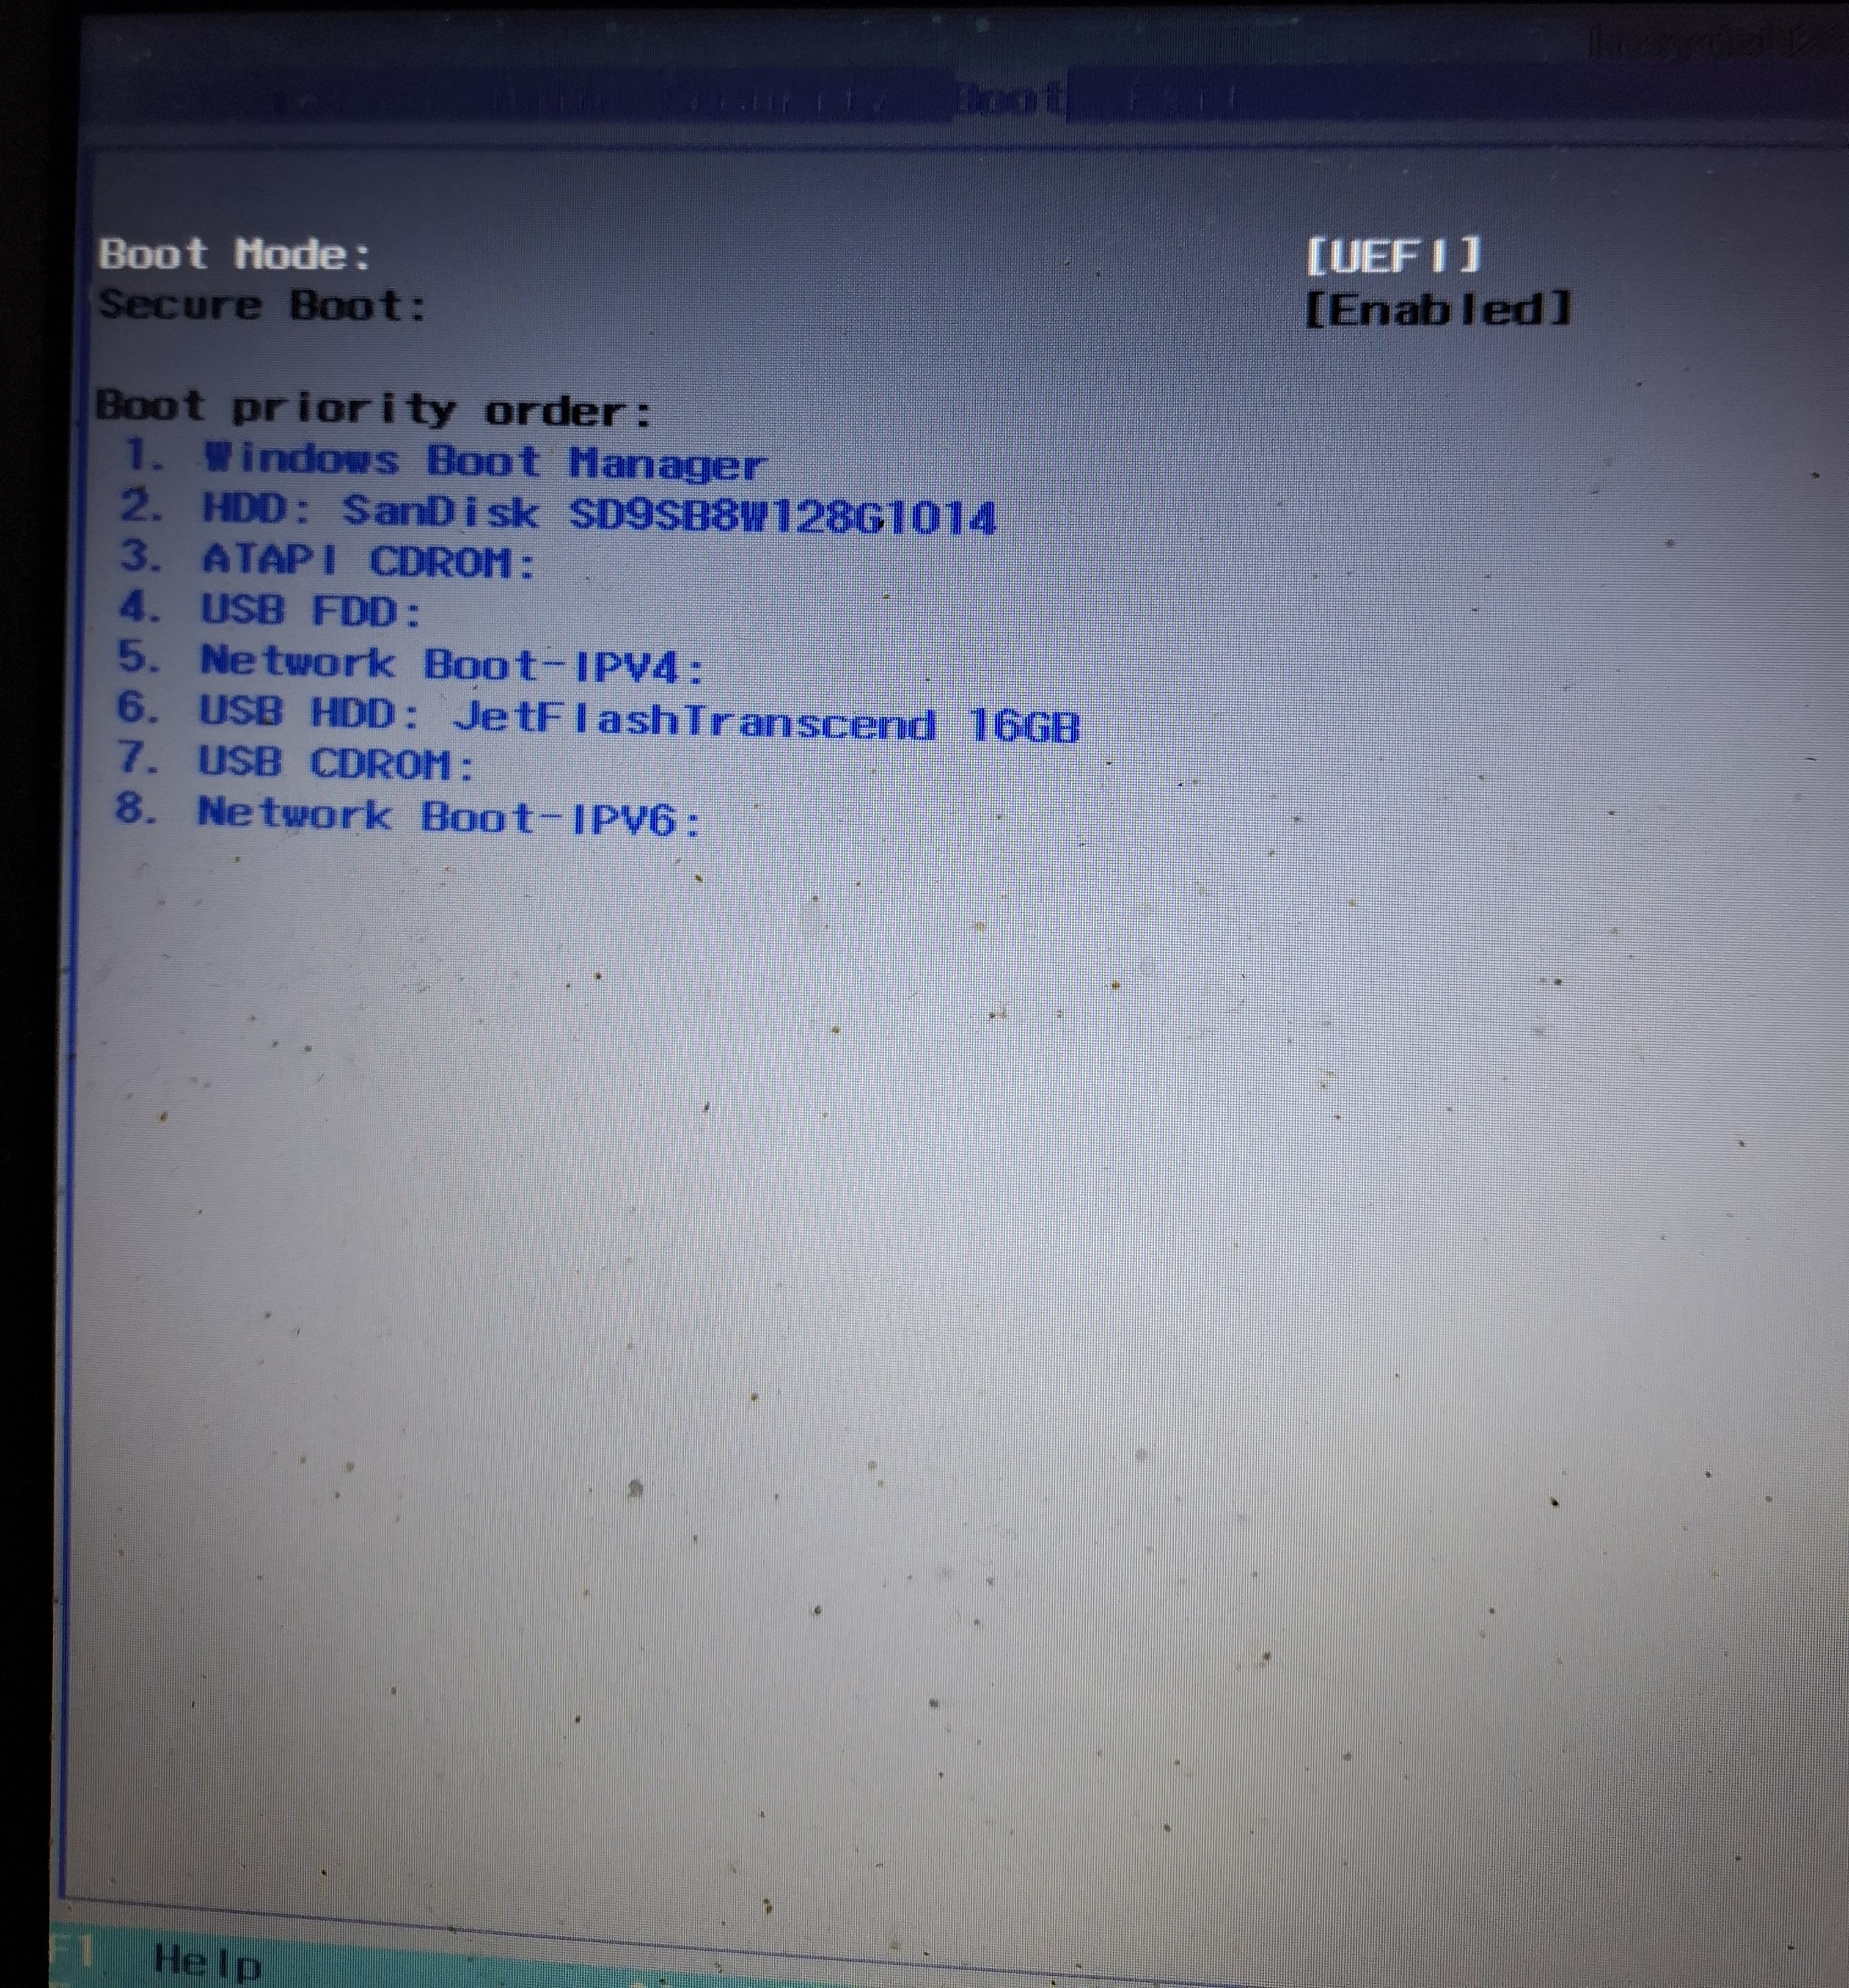 Boot
Boot Mode: [UEFI]
Secure Boot: [Enabled]
Boot priority order:
1. Windows Boot Manager
2. HDD: SanDisk SD9SB8W128G1014
3. ATAPI CDROM:
4. USB FDD:
5. Network Boot-IPV4:
6. USB HDD: JetFlashTranscend 16GB
7. USB CDROM:
8. Network Boot-IPV6:
F1 Help